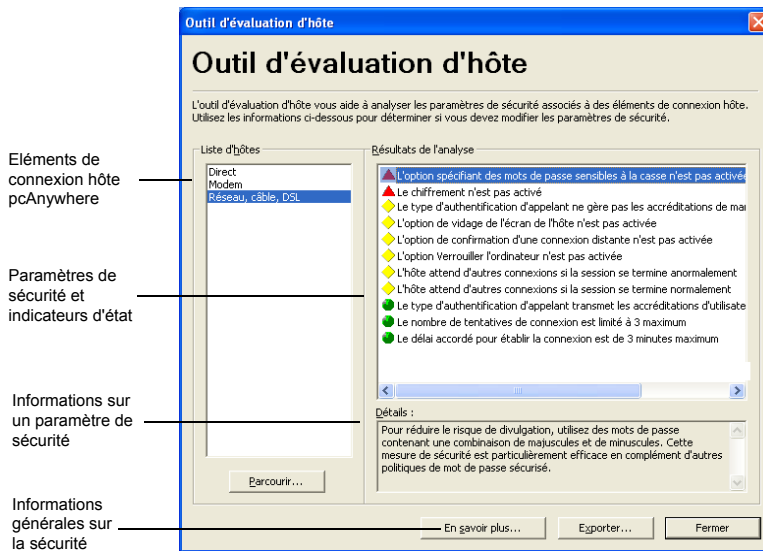 Outil d'évaluation d'hôte
Outil d'évaluation d'hôte
L'outil d'évaluation d'hôte vous aide à analyser les paramètres de sécurité associés à des éléments de connexion hôte.
Utilisez les informations ci-dessous pour déterminer si vous devez modifier les paramètres de sécurité.
Eléments de
connexion hôte
pcAnywhere
Paramètres de
sécurité et
indicateurs d'état
Informations sur
un paramètre de
sécurité
Informations
générales sur
la sécurité
Liste d'hôtes
Direct
Modem
Réseau, câble, DSL
Parcourir...
Résultats de l'analyse
L'option spécifiant des mots de passe sensibles à la casse n'est pas activée
Le chiffrement n'est pas activé
Le type d'authentification d'appelant ne gère pas les accréditations de mar
L'option de vidage de l'écran de l'hôte n'est pas activée
L'option de confirmation d'une connexion distante n'est pas activée
L'option Verrouiller l'ordinateur n'est pas activée
L'hôte attend d'autres connexions si la session se termine anormalement
L'hôte attend d'autres connexions si la session se termine normalement
Le type d'authentification d'appelant transmet les accréditations d'utilisate
Le nombre de tentatives de connexion est limité à 3 maximum
Le délai accordé pour établir la connexion est de 3 minutes maximum
Détails :
Pour réduire le risque de divulgation, utilisez des mots de passe
contenant une combinaison de majuscules et de minuscules. Cette
mesure de sécurité est particulièrement efficace en complément d'autres
politiques de mot de passe sécurisé.
En savoir plus...
Exporter...
Fermer